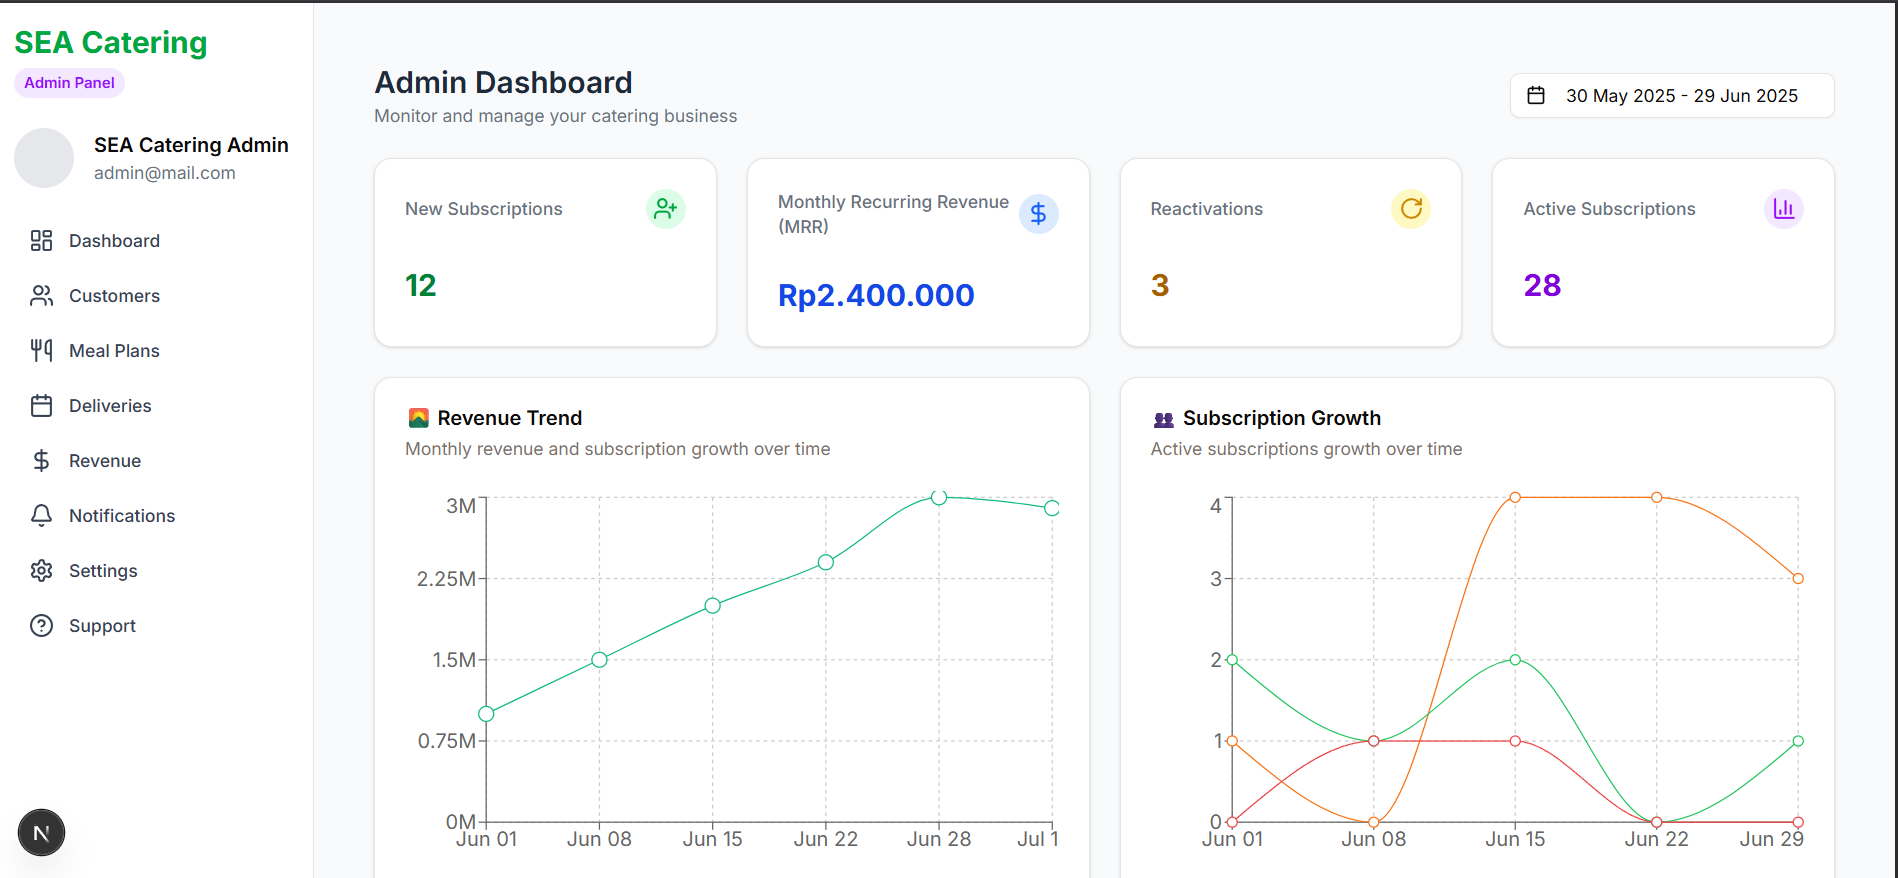 SEA Catering
Admin Panel
SEA Catering Admin
admin@mail.com
Dashboard
Customers
Meal Plans
Deliveries
Revenue
Notifications
Settings
Support
N
Admin Dashboard
Monitor and manage your catering business
30 May 2025 - 29 Jun 2025
New Subscriptions
12
Monthly Recurring Revenue
(MRR)
Rp2.400.000
Reactivations
3
Active Subscriptions
28
Revenue Trend
Monthly revenue and subscription growth over time
3M
2.25M
1.5M
0.75M
0M
Jun 01 Jun 08 Jun 15 Jun 22 Jun 28 Jul 1
Subscription Growth
Active subscriptions growth over time
4
3
2
1
0
Jun 01 Jun 08 Jun 15 Jun 22 Jun 29